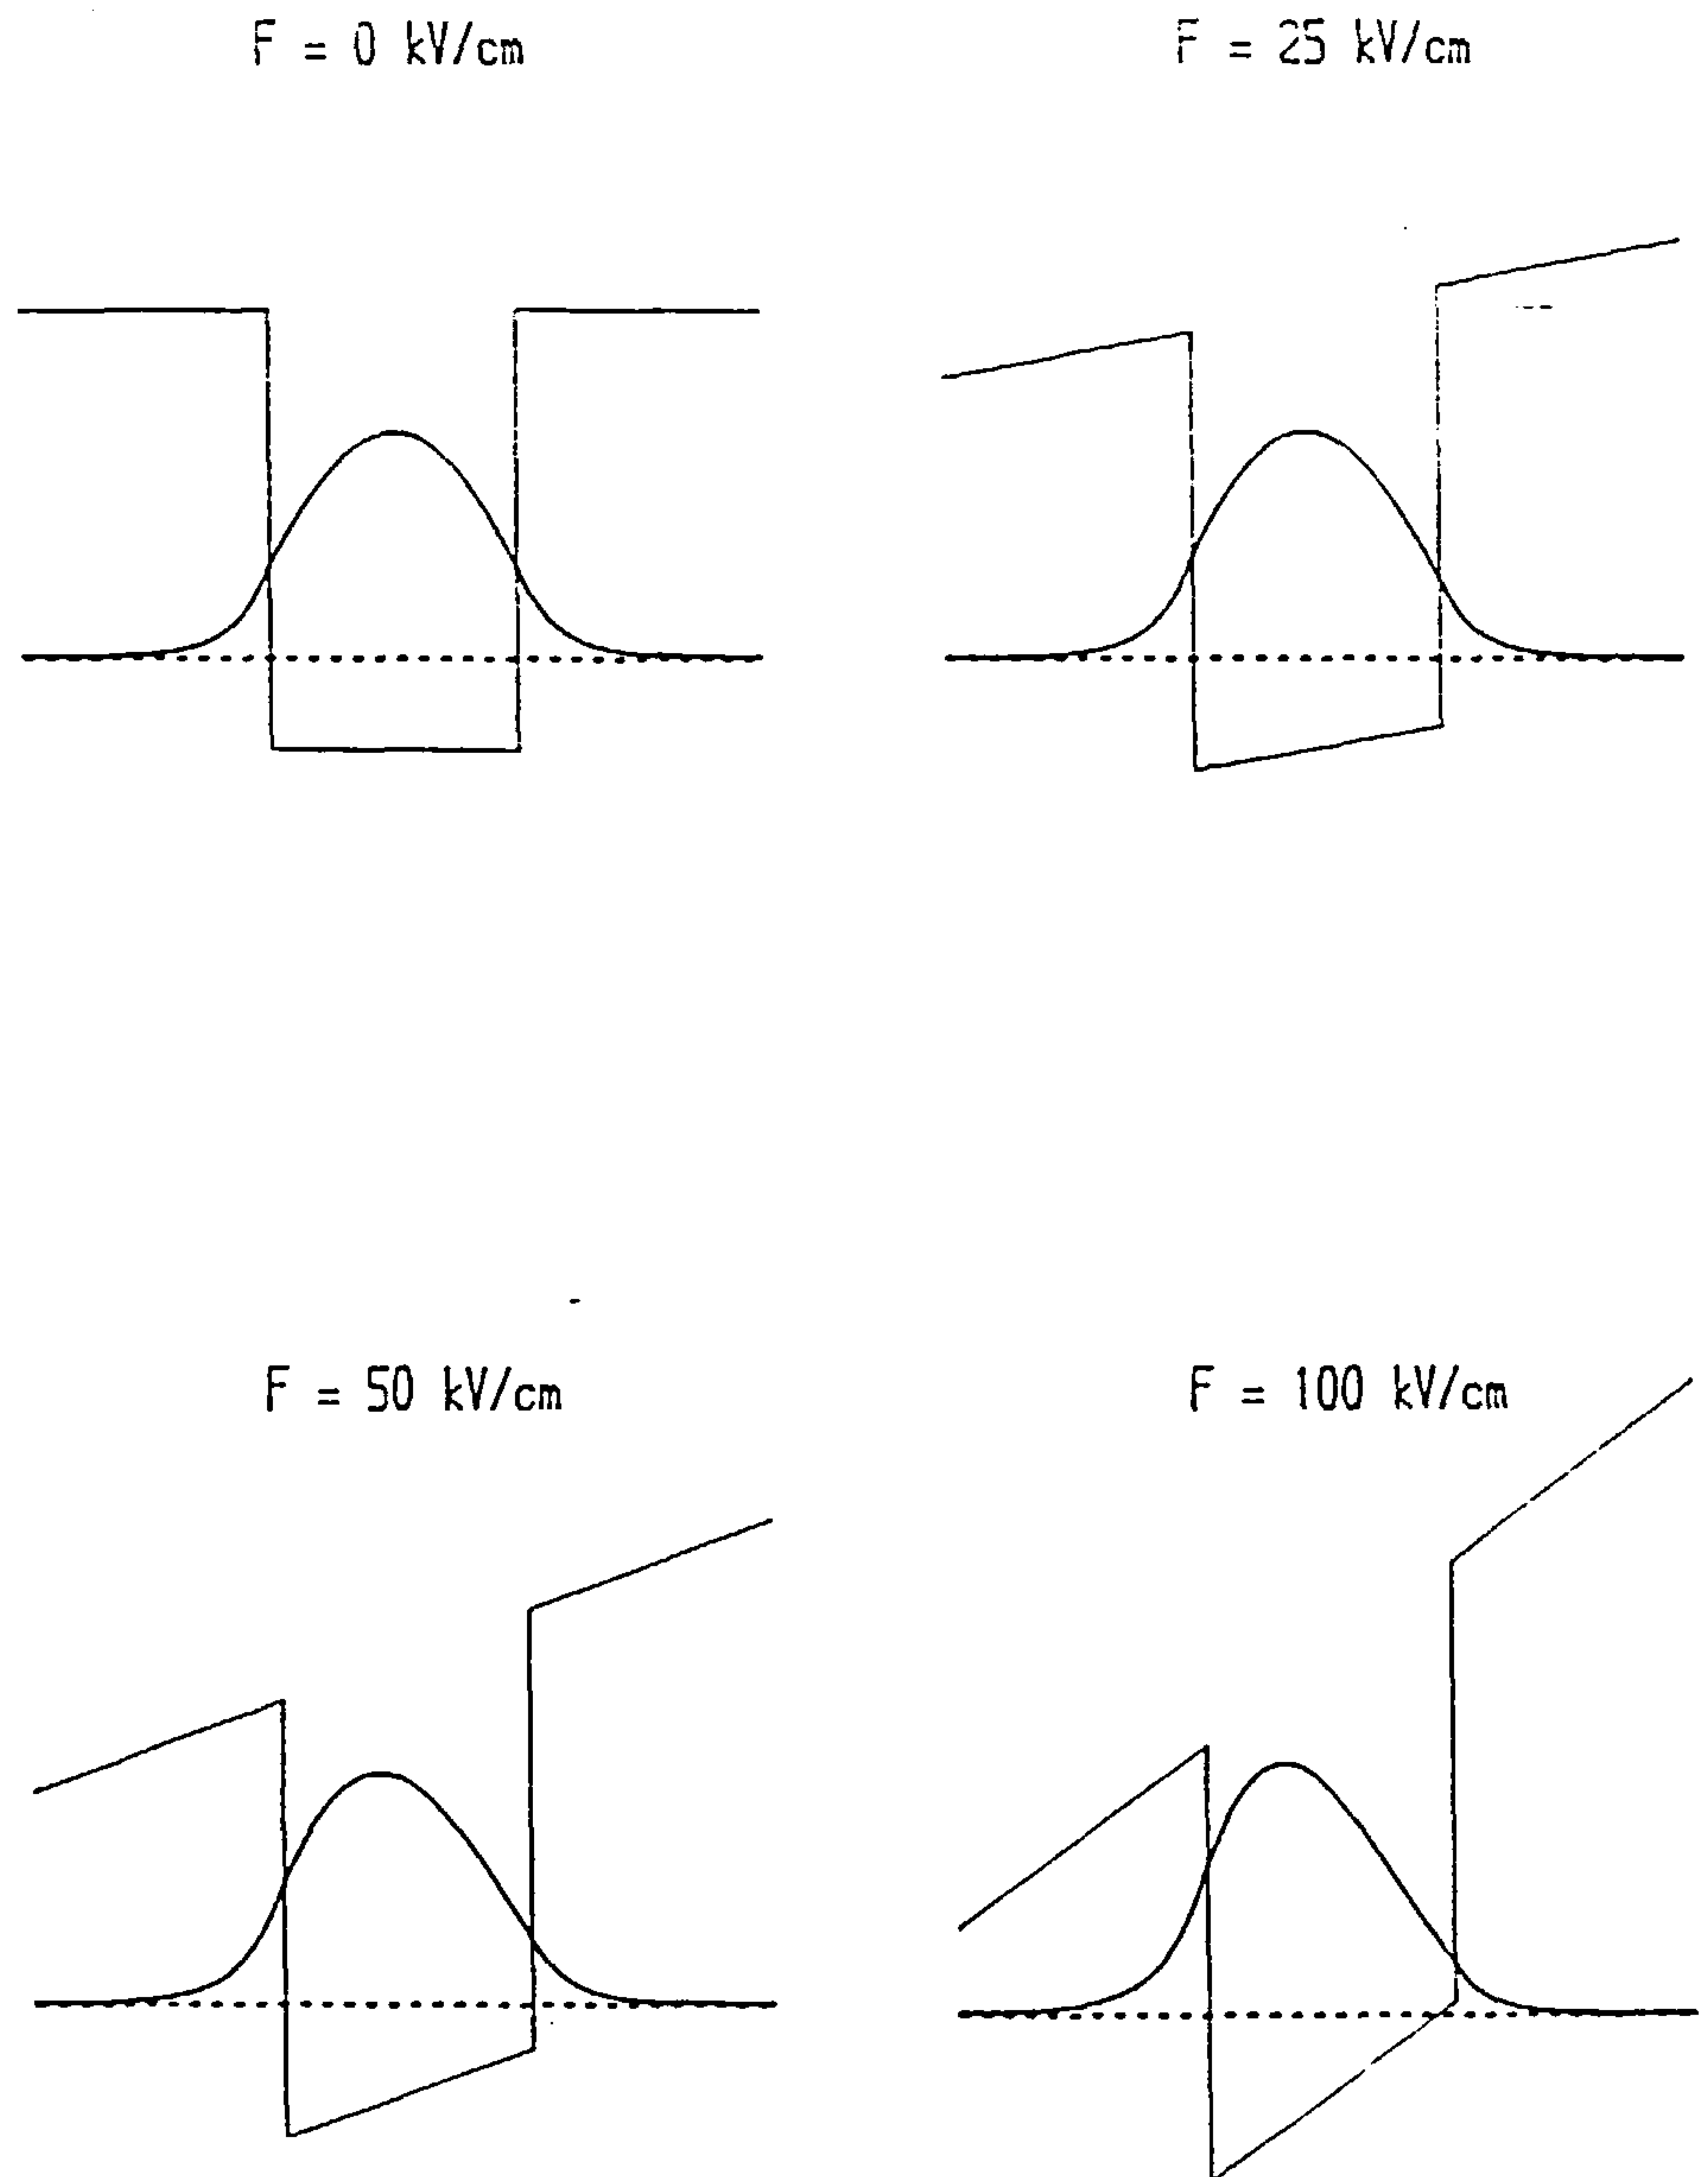 F = 0 kV/cm
F = 25 kV/cm
F = 50 kV/cm
F = 100 kV/cm